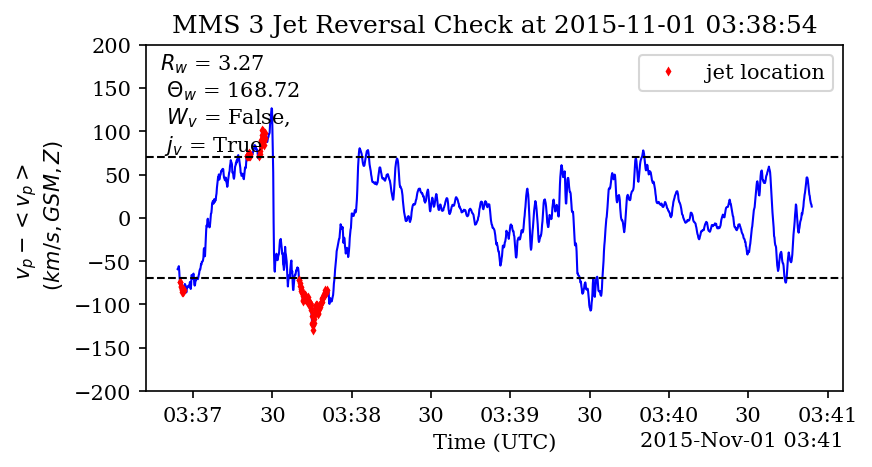 MMS 3 Jet Reversal Check at 2015-11-01 03:38:54
R_w = 3.27
Θ_w = 168.72
W_v = False,
j_v = True
jet location
v_p − < v_p >
(km/s, GSM, Z)
200
150
100
50
0
−50
−100
−150
−200
03:37 30 03:38 30 03:39 30 03:40 30 03:41
Time (UTC)
2015-Nov-01 03:41